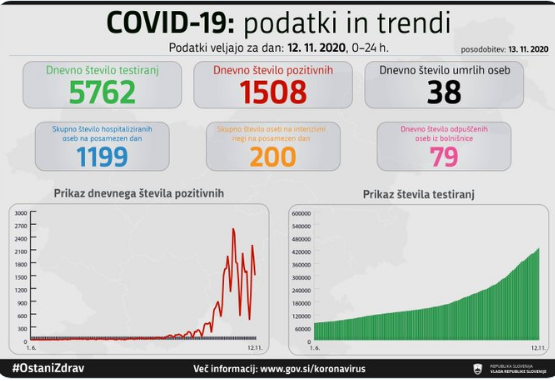 COVID-19: podatki in trendi
Podatki veljajo za dan: 12. 11. 2020, 0–24 h.
posodobitev: 13. 11. 2020
Dnevno število testiranj
5762
Dnevno število pozitivnih
1508
Dnevno število umrlih oseb
38
Skupno število hospitaliziranih
oseb na posamezen dan
1199
Skupno število oseb na intenzivni
negi na posamezen dan
200
Dnevno število odpuščenih
oseb iz bolnišnice
79
Prikaz dnevnega števila pozitivnih
3000
2700
2400
2100
1800
1500
1200
900
600
300
0
1. 6.
12.11.
Prikaz števila testiranj
600000
540000
480000
420000
360000
300000
240000
180000
120000
60000
0
1. 6.
12.11.
#OstaniZdrav
Več informacij: www.gov.si/koronavirus
REPUBLIKA SLOVENIJA
VLADA REPUBLIKE SLOVENIJE